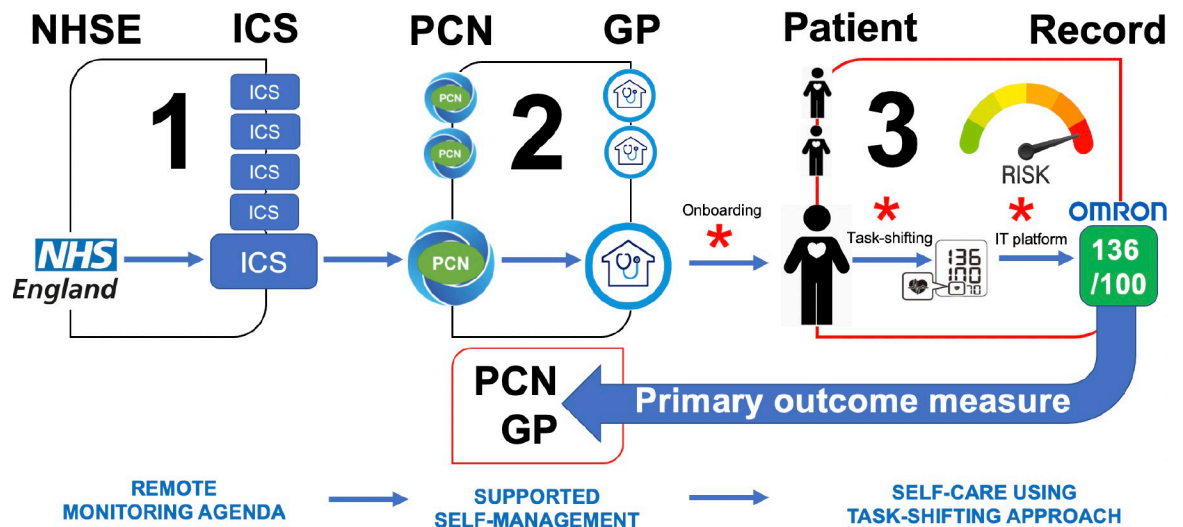 NHSE
ICS
PCN
GP
Patient
Record
1
ICS
ICS
ICS
ICS
ICS
NHS
England
PCN
PCN
PCN
2
Onboarding
*
3
*
Task-shifting
136
100
70
RISK
*
IT platform
OMRON
136
/100
PCN
GP
Primary outcome measure
REMOTE
MONITORING AGENDA
SUPPORTED
SELF-MANAGEMENT
SELF-CARE USING
TASK-SHIFTING APPROACH